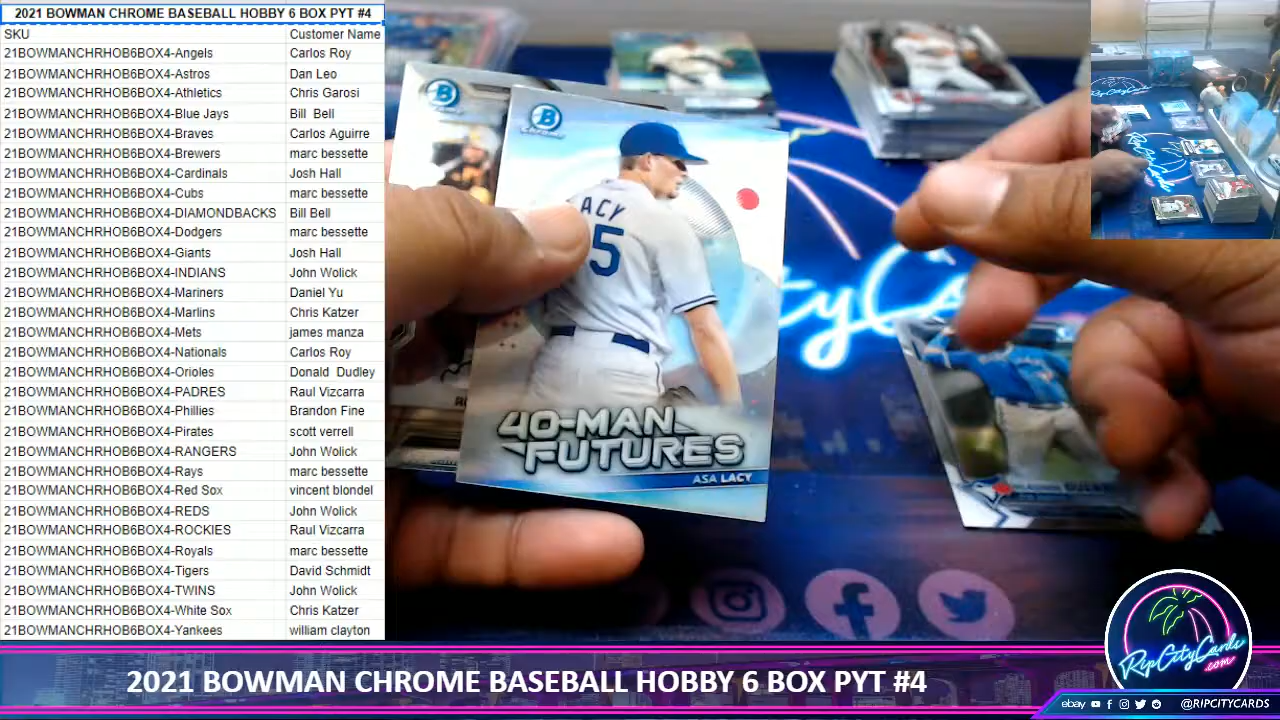 2021 BOWMAN CHROME BASEBALL HOBBY 6 BOX PYT #4
SKU Customer Name
21BOWMANCHRHOB6BOX4-Angels Carlos Roy
21BOWMANCHRHOB6BOX4-Astros Dan Leo
21BOWMANCHRHOB6BOX4-Athletics Chris Garosi
21BOWMANCHRHOB6BOX4-Blue Jays Bill Bell
21BOWMANCHRHOB6BOX4-Braves Carlos Aguirre
21BOWMANCHRHOB6BOX4-Brewers marc bessette
21BOWMANCHRHOB6BOX4-Cardinals Josh Hall
21BOWMANCHRHOB6BOX4-Cubs marc bessette
21BOWMANCHRHOB6BOX4-DIAMONDBACKS Bill Bell
21BOWMANCHRHOB6BOX4-Dodgers marc bessette
21BOWMANCHRHOB6BOX4-Giants Josh Hall
21BOWMANCHRHOB6BOX4-INDIANS John Wolick
21BOWMANCHRHOB6BOX4-Mariners Daniel Yu
21BOWMANCHRHOB6BOX4-Marlins Chris Katzer
21BOWMANCHRHOB6BOX4-Mets james manza
21BOWMANCHRHOB6BOX4-Nationals Carlos Roy
21BOWMANCHRHOB6BOX4-Orioles Donald Dudley
21BOWMANCHRHOB6BOX4-PADRES Raul Vizcarra
21BOWMANCHRHOB6BOX4-Phillies Brandon Fine
21BOWMANCHRHOB6BOX4-Pirates scott verrell
21BOWMANCHRHOB6BOX4-RANGERS John Wolick
21BOWMANCHRHOB6BOX4-Rays marc bessette
21BOWMANCHRHOB6BOX4-Red Sox vincent blondel
21BOWMANCHRHOB6BOX4-REDS John Wolick
21BOWMANCHRHOB6BOX4-ROCKIES Raul Vizcarra
21BOWMANCHRHOB6BOX4-Royals marc bessette
21BOWMANCHRHOB6BOX4-Tigers David Schmidt
21BOWMANCHRHOB6BOX4-TWINS John Wolick
21BOWMANCHRHOB6BOX4-White Sox Chris Katzer
21BOWMANCHRHOB6BOX4-Yankees william clayton
B
B
Chrome
ACY
5
40-MAN
FUTURES
ASA LACY
yCa
RipCityCards
.com
2021 BOWMAN CHROME BASEBALL HOBBY 6 BOX PYT #4
ebay @RIPCITYCARDS